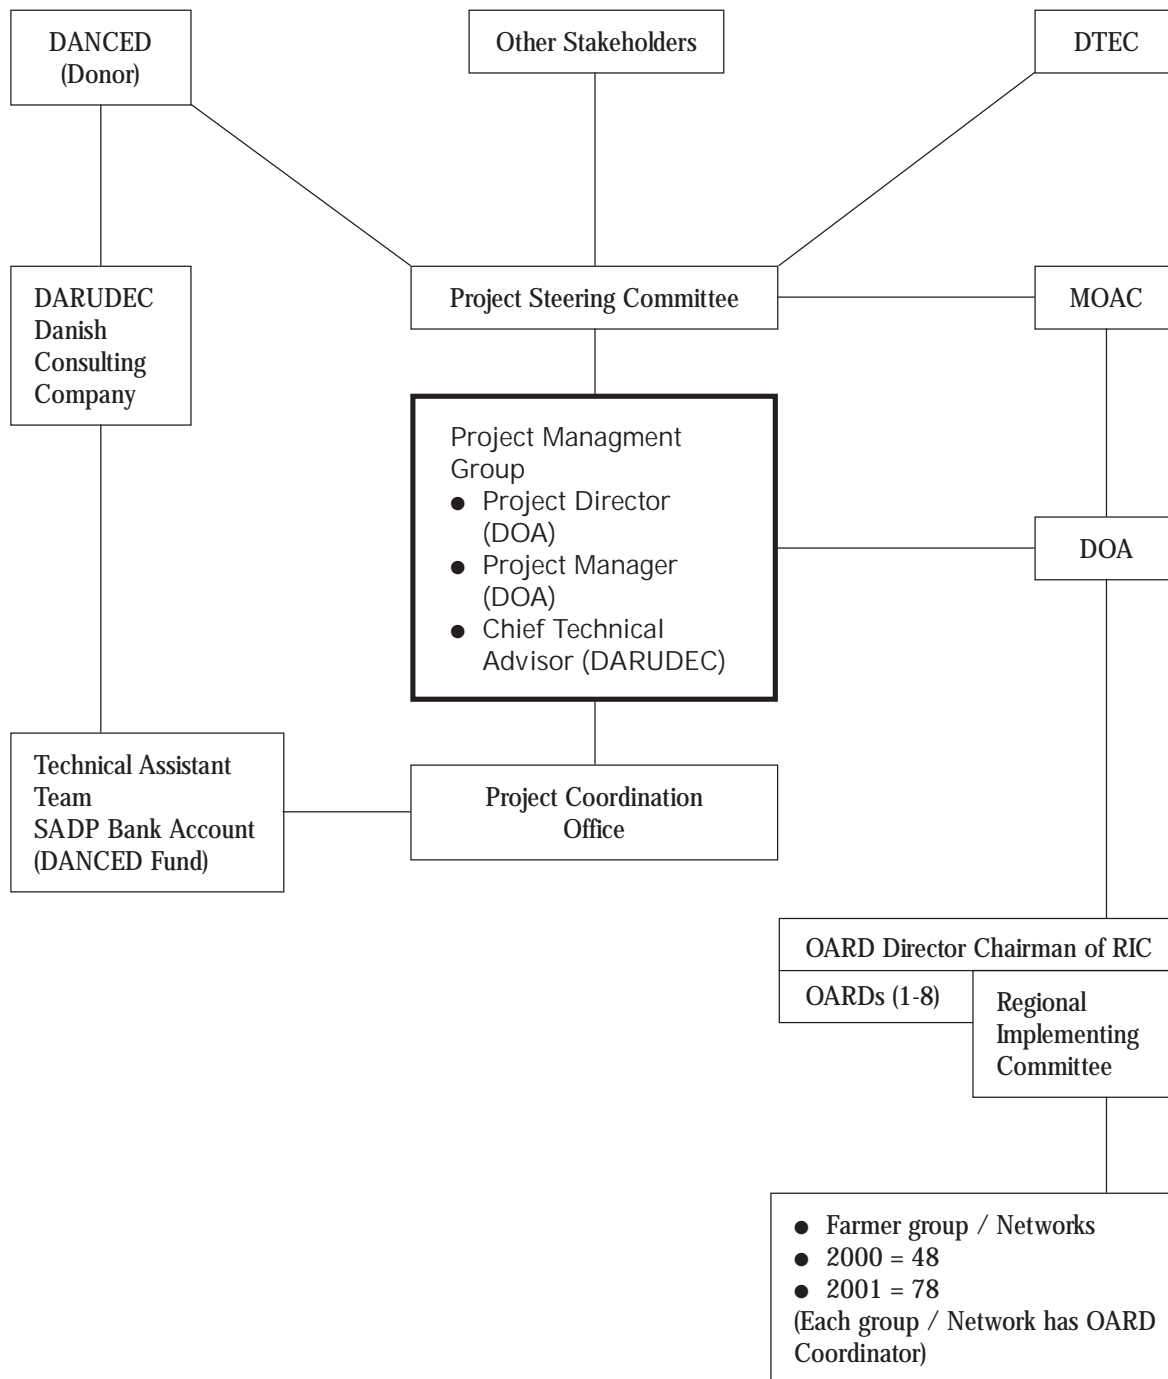 DANCED
(Donor)
Other Stakeholders
DTEC
DARUDEC
Danish
Consulting
Company
Project Steering Committee
MOAC
Project Managment
Group
● Project Director
(DOA)
● Project Manager
(DOA)
● Chief Technical
Advisor (DARUDEC)
DOA
Technical Assistant
Team
SADP Bank Account
(DANCED Fund)
Project Coordination
Office
OARD Director Chairman of RIC
OARDs (1-8)
Regional
Implementing
Committee
● Farmer group / Networks
● 2000 = 48
● 2001 = 78
(Each group / Network has OARD
Coordinator)